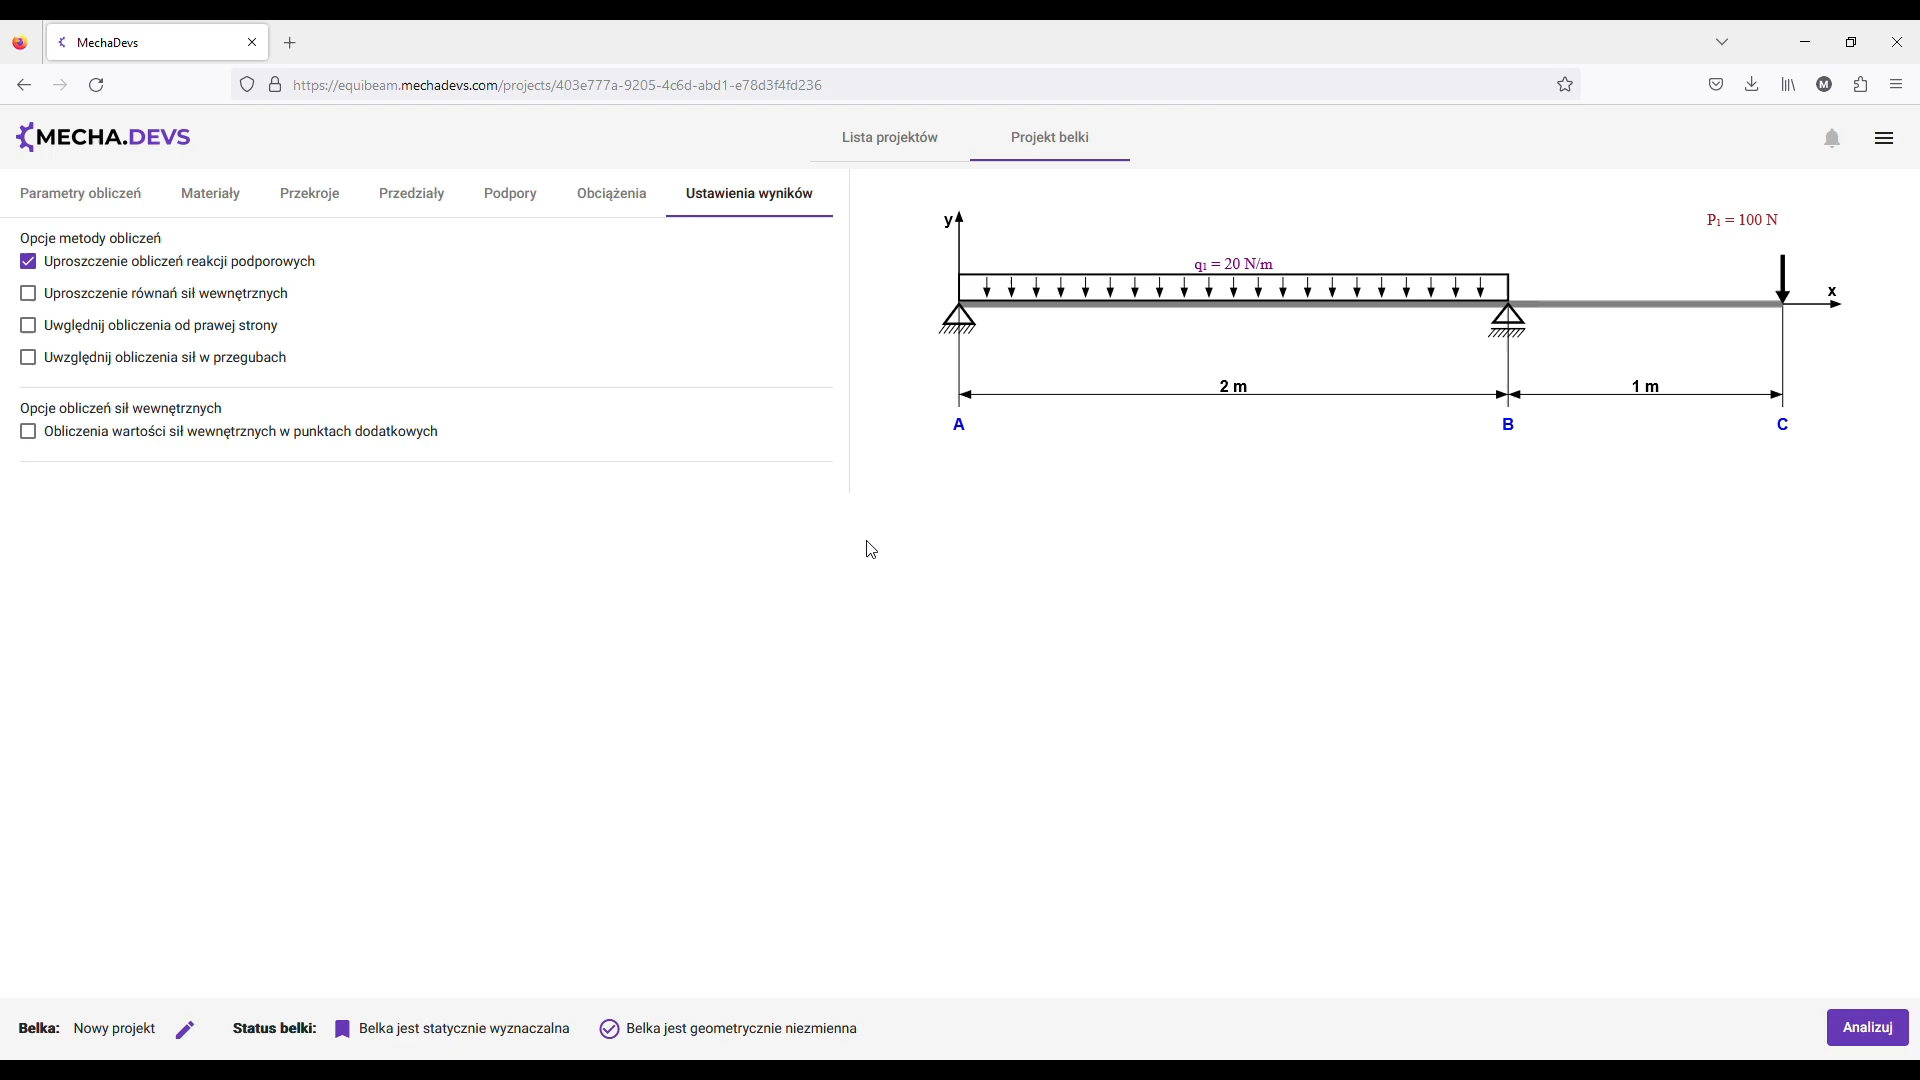 MechaDevs
https://equibeam.mechadevs.com/projects/403e777a-9205-4c6d-abd1-e78d3f4fd236
M
MECHA.DEVS
Lista projektów
Projekt belki
Parametry obliczeń
Materiały
Przekroje
Przedziały
Podpory
Obciążenia
Ustawienia wyników
Opcje metody obliczeń
Uproszczenie obliczeń reakcji podporowych
Uproszczenie równań sił wewnętrznych
Uwględnij obliczenia od prawej strony
Uwzględnij obliczenia sił w przegubach
Opcje obliczeń sił wewnętrznych
Obliczenia wartości sił wewnętrznych w punktach dodatkowych
y
P₁ = 100 N
q₁ = 20 N/m
x
2 m
1 m
A
B
C
Belka: Nowy projekt
Status belki: Belka jest statycznie wyznaczalna
Belka jest geometrycznie niezmienna
Analizuj